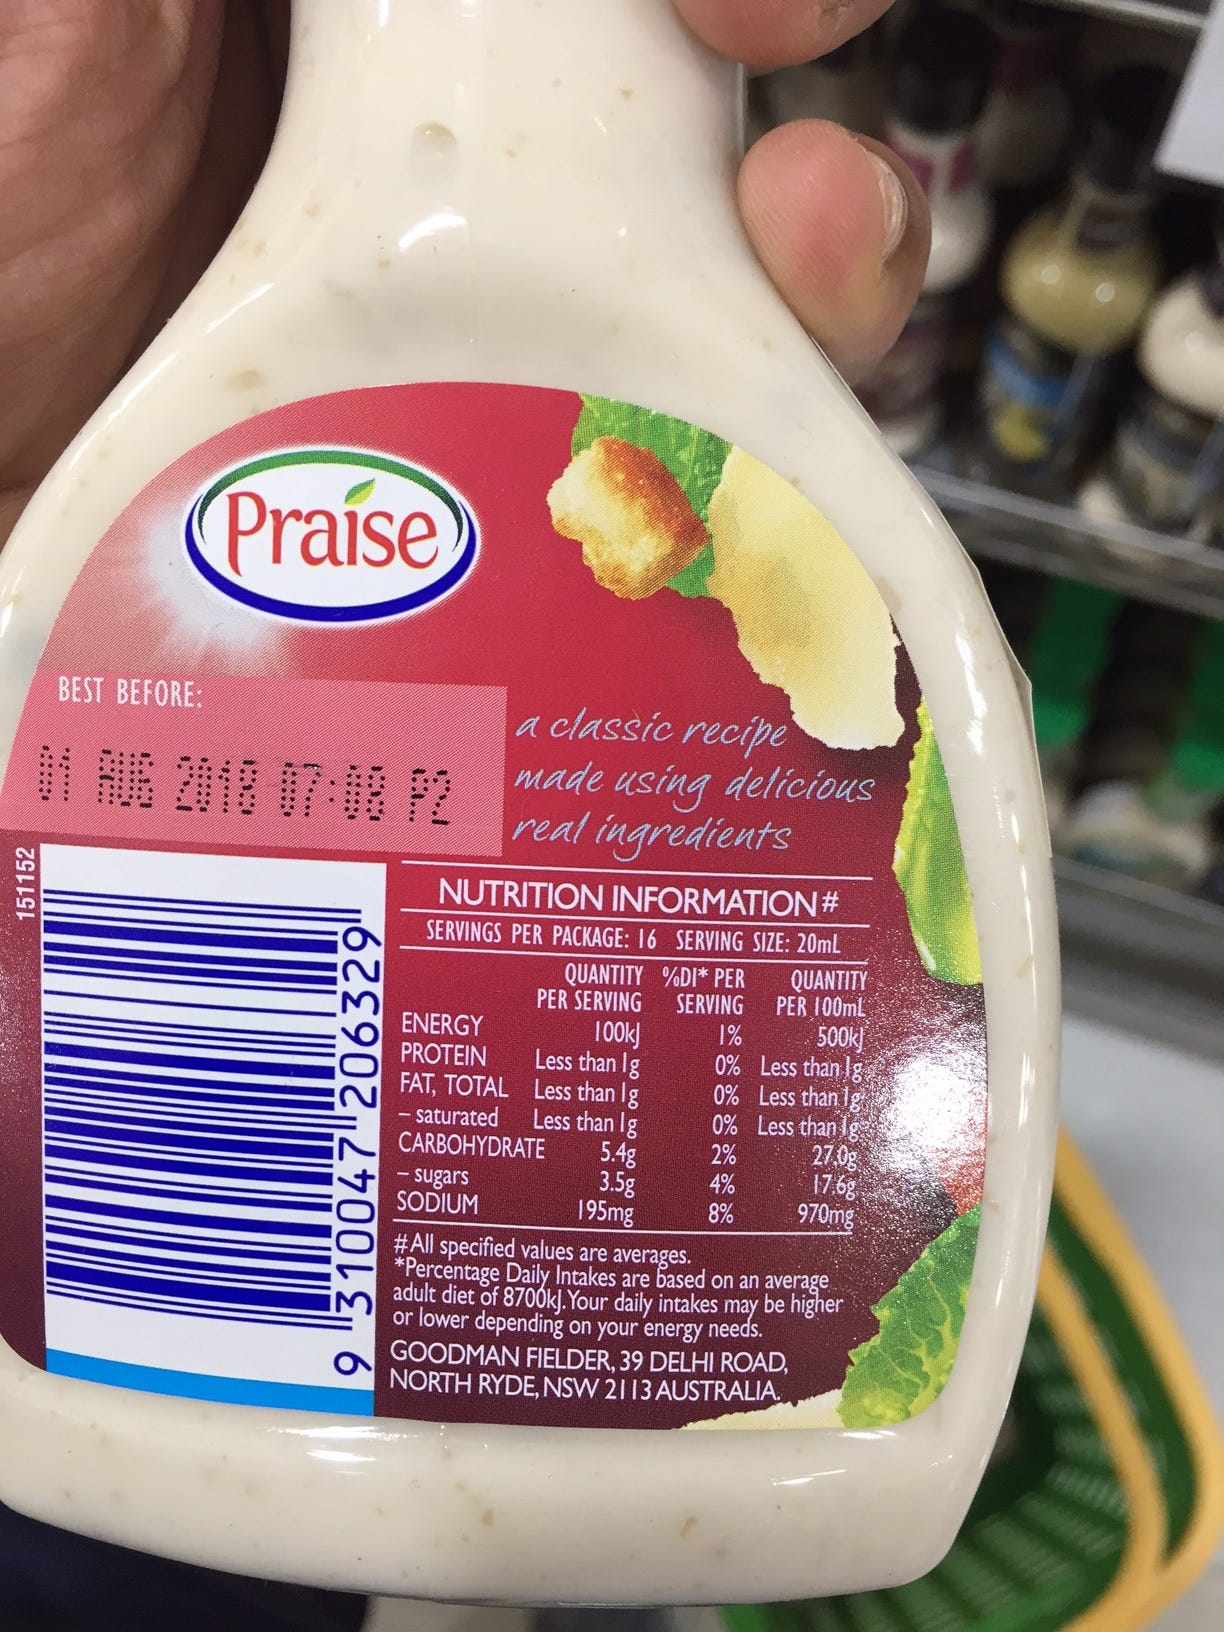 Praise
BEST BEFORE:
01 AUG 2018 07:08 P2
a classic recipe
made using delicious
real ingredients
151152
9 310047 206329
NUTRITION INFORMATION #
SERVINGS PER PACKAGE: 16 SERVING SIZE: 20mL
QUANTITY %DI* PER QUANTITY
PER SERVING SERVING PER 100mL
ENERGY 100kJ 1% 500kJ
PROTEIN Less than 1g 0% Less than 1g
FAT, TOTAL Less than 1g 0% Less than 1g
– saturated Less than 1g 0% Less than 1g
CARBOHYDRATE 5.4g 2% 27.0g
– sugars 3.5g 4% 17.6g
SODIUM 195mg 8% 970mg
# All specified values are averages.
*Percentage Daily Intakes are based on an average
adult diet of 8700kJ. Your daily intakes may be higher
or lower depending on your energy needs.
GOODMAN FIELDER, 39 DELHI ROAD,
NORTH RYDE, NSW 2113 AUSTRALIA.